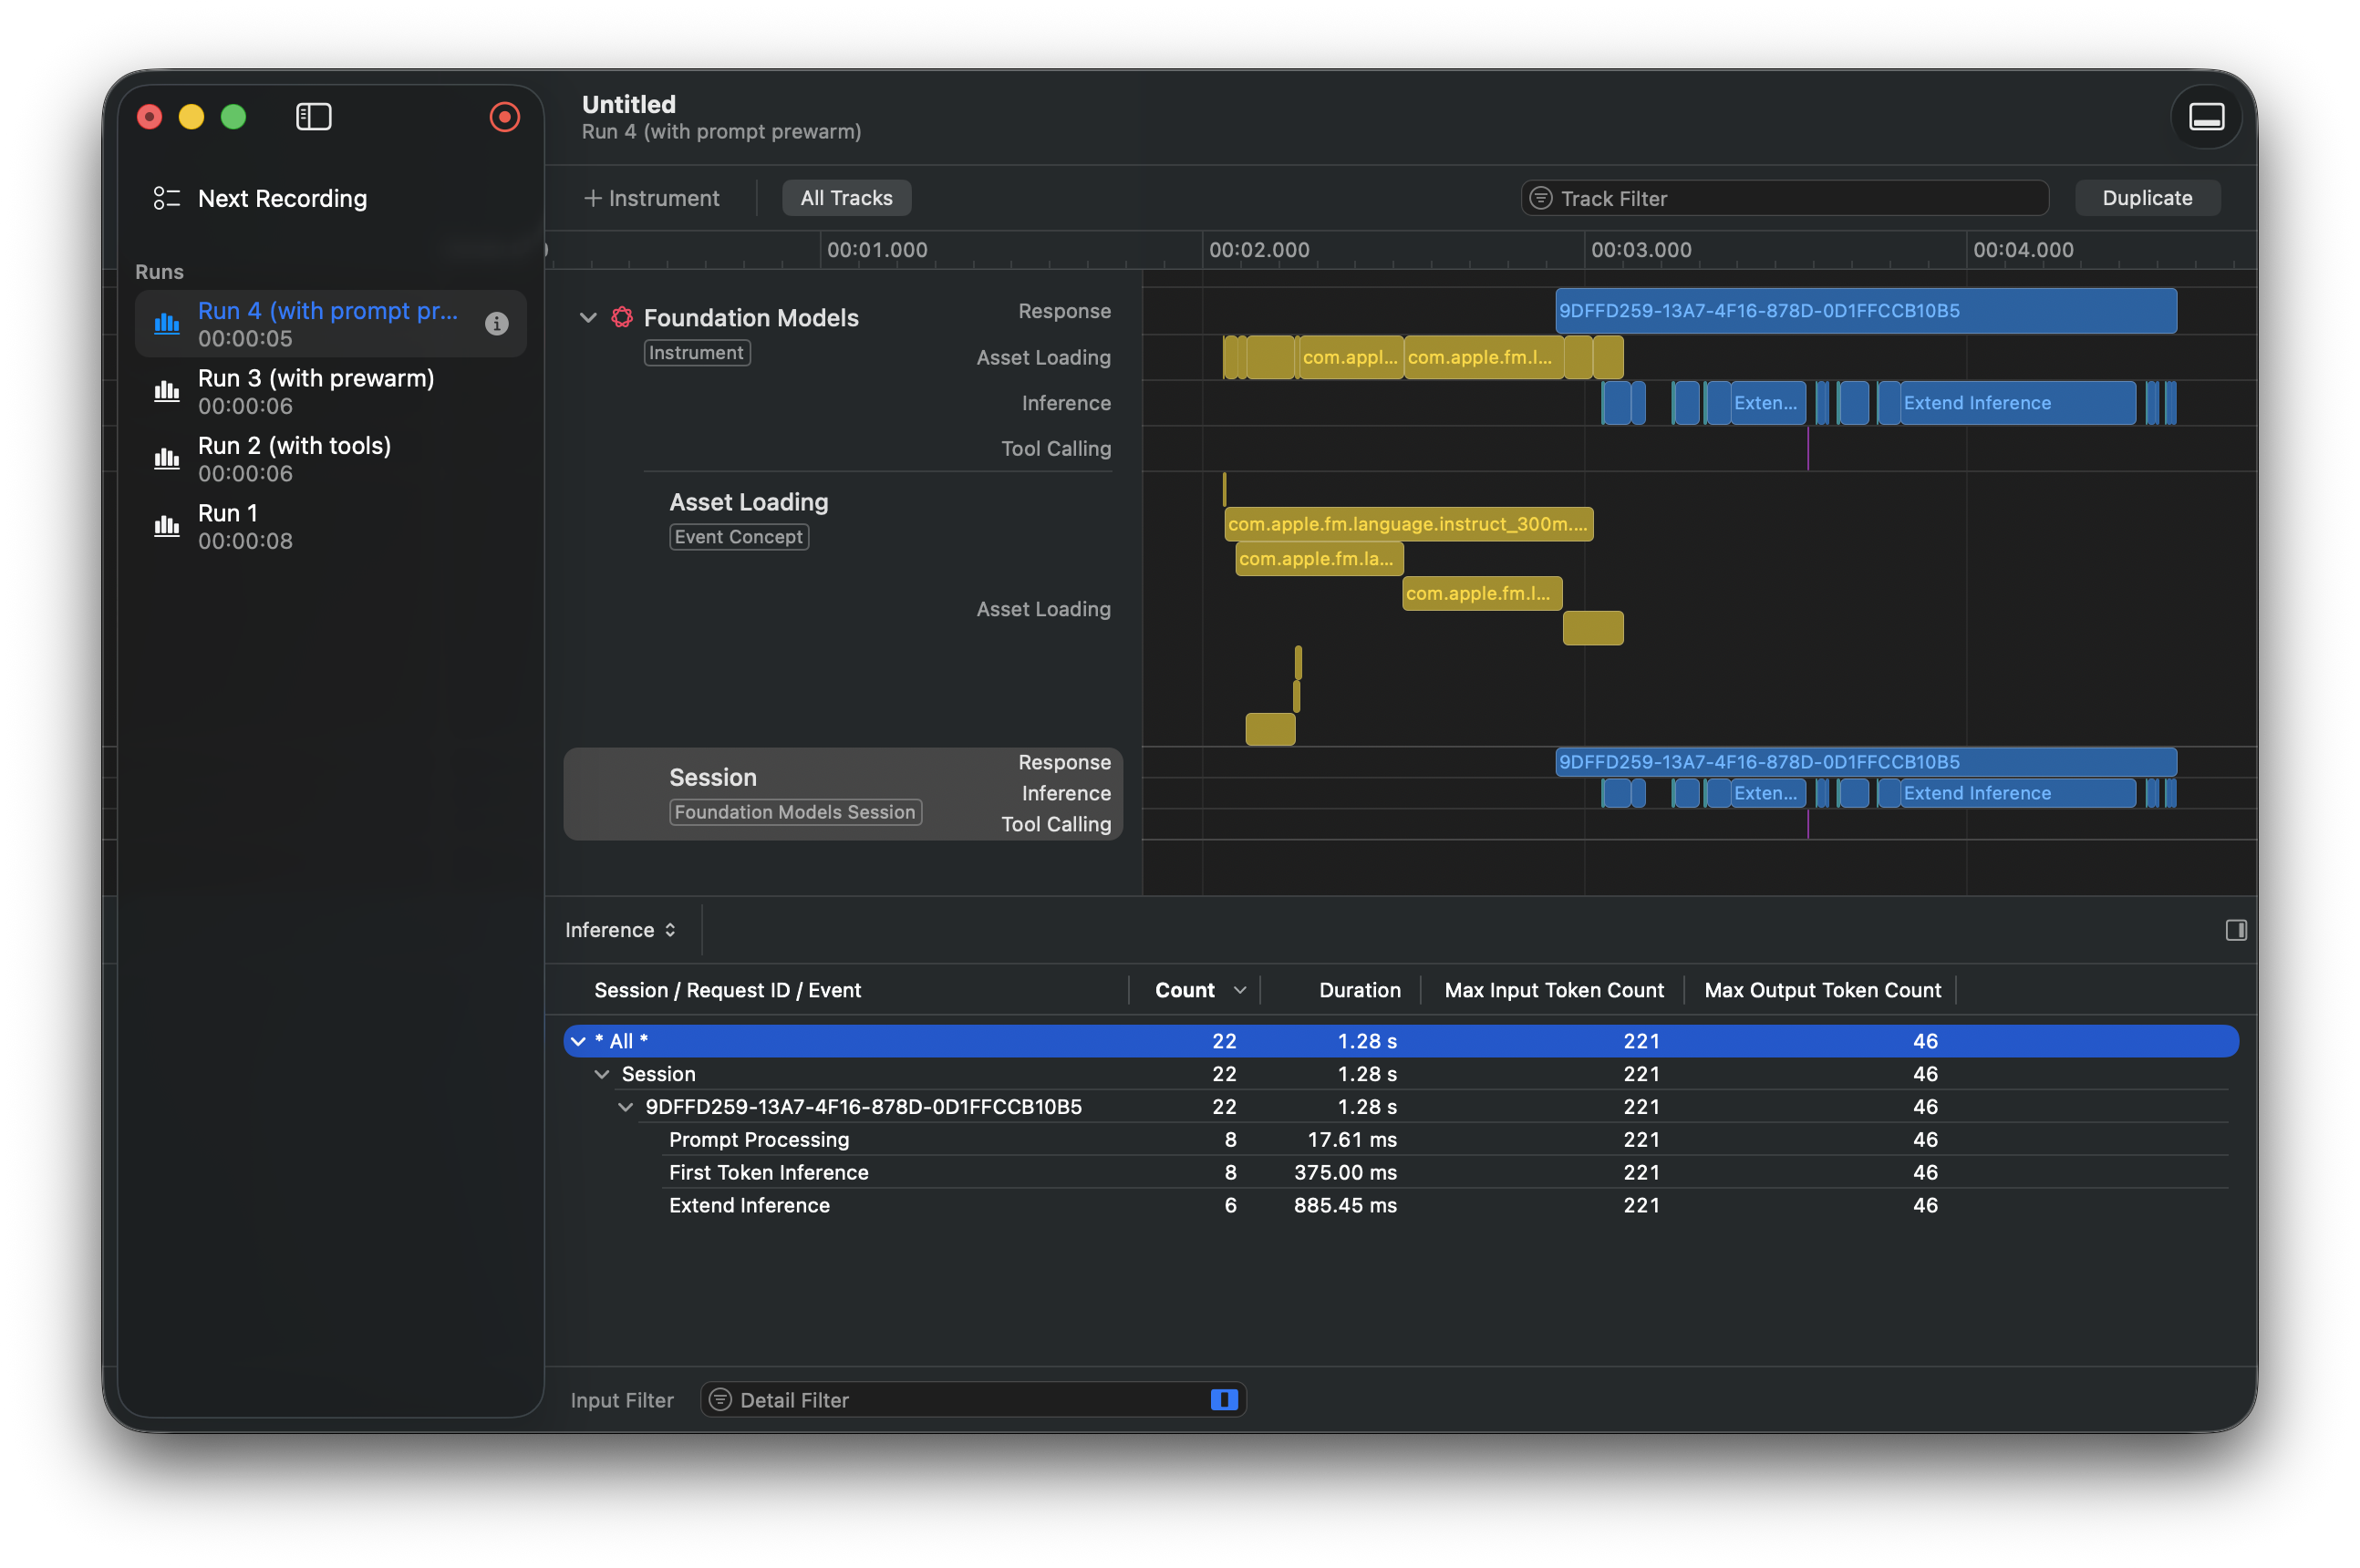 Next Recording
Runs
Run 4 (with prompt pr...
00:00:05
Run 3 (with prewarm)
00:00:06
Run 2 (with tools)
00:00:06
Run 1
00:00:08
Untitled
Run 4 (with prompt prewarm)
+ Instrument
All Tracks
Track Filter
Duplicate
00:01.000
00:02.000
00:03.000
00:04.000
Foundation Models
Instrument
Response
Asset Loading
Inference
Tool Calling
9DFFD259-13A7-4F16-878D-0D1FFCCB10B5
com.appl...
com.apple.fm.l...
Exten...
Extend Inference
Asset Loading
Event Concept
Asset Loading
com.apple.fm.language.instruct_300m....
com.apple.fm.la...
com.apple.fm.l...
Session
Foundation Models Session
Response
Inference
Tool Calling
9DFFD259-13A7-4F16-878D-0D1FFCCB10B5
Exten...
Extend Inference
Inference
Session / Request ID / Event Count Duration Max Input Token Count Max Output Token Count
* All * 22 1.28 s 221 46
Session 22 1.28 s 221 46
9DFFD259-13A7-4F16-878D-0D1FFCCB10B5 22 1.28 s 221 46
Prompt Processing 8 17.61 ms 221 46
First Token Inference 8 375.00 ms 221 46
Extend Inference 6 885.45 ms 221 46
Input Filter
Detail Filter